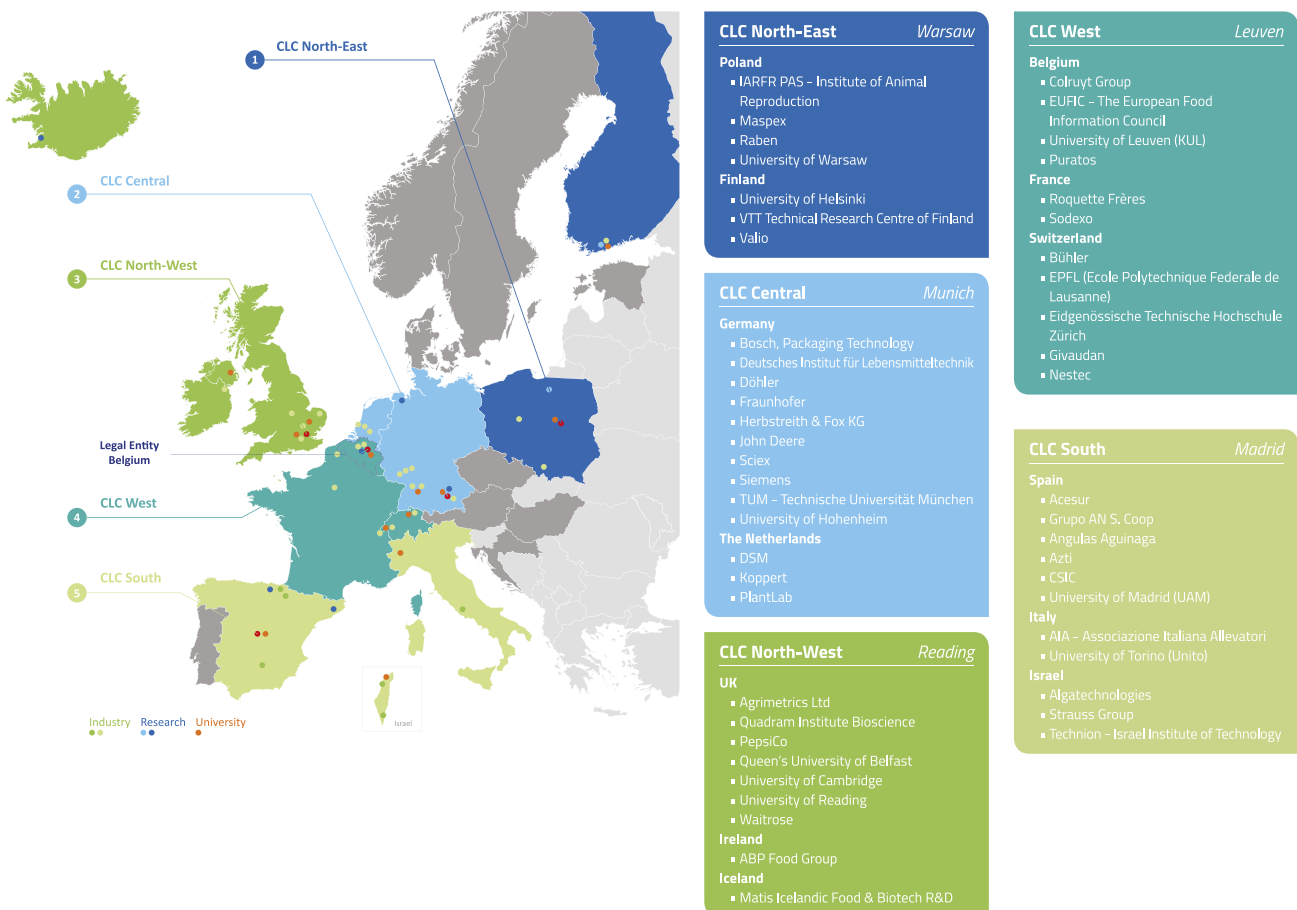 1
CLC North-East
2
CLC Central
3
CLC North-West
Legal Entity
Belgium
4
CLC West
5
CLC South
Israel
Industry
Research
University
CLC North-East
Warsaw
Poland
IARFR PAS – Institute of Animal
Reproduction
Maspex
Raben
University of Warsaw
Finland
University of Helsinki
VTT Technical Research Centre of Finland
Valio
CLC Central
Munich
Germany
Bosch, Packaging Technology
Deutsches Institut für Lebensmitteltechnik
Döhler
Fraunhofer
Herbstreith & Fox KG
John Deere
Sciex
Siemens
TUM – Technische Universität München
University of Hohenheim
The Netherlands
DSM
Koppert
PlantLab
CLC North-West
Reading
UK
Agrimetrics Ltd
Quadram Institute Bioscience
PepsiCo
Queen's University of Belfast
University of Cambridge
University of Reading
Waitrose
Ireland
ABP Food Group
Iceland
Matis Icelandic Food & Biotech R&D
CLC West
Leuven
Belgium
Colruyt Group
EUFIC – The European Food
Information Council
University of Leuven (KUL)
Puratos
France
Roquette Frères
Sodexo
Switzerland
Bühler
EPFL (Ecole Polytechnique Federale de
Lausanne)
Eidgenössische Technische Hochschule
Zürich
Givaudan
Nestec
CLC South
Madrid
Spain
Acesur
Grupo AN S. Coop
Angulas Aguinaga
Azti
CSIC
University of Madrid (UAM)
Italy
AIA – Associazione Italiana Allevatori
University of Torino (Unito)
Israel
Algatechnologies
Strauss Group
Technion – Israel Institute of Technology